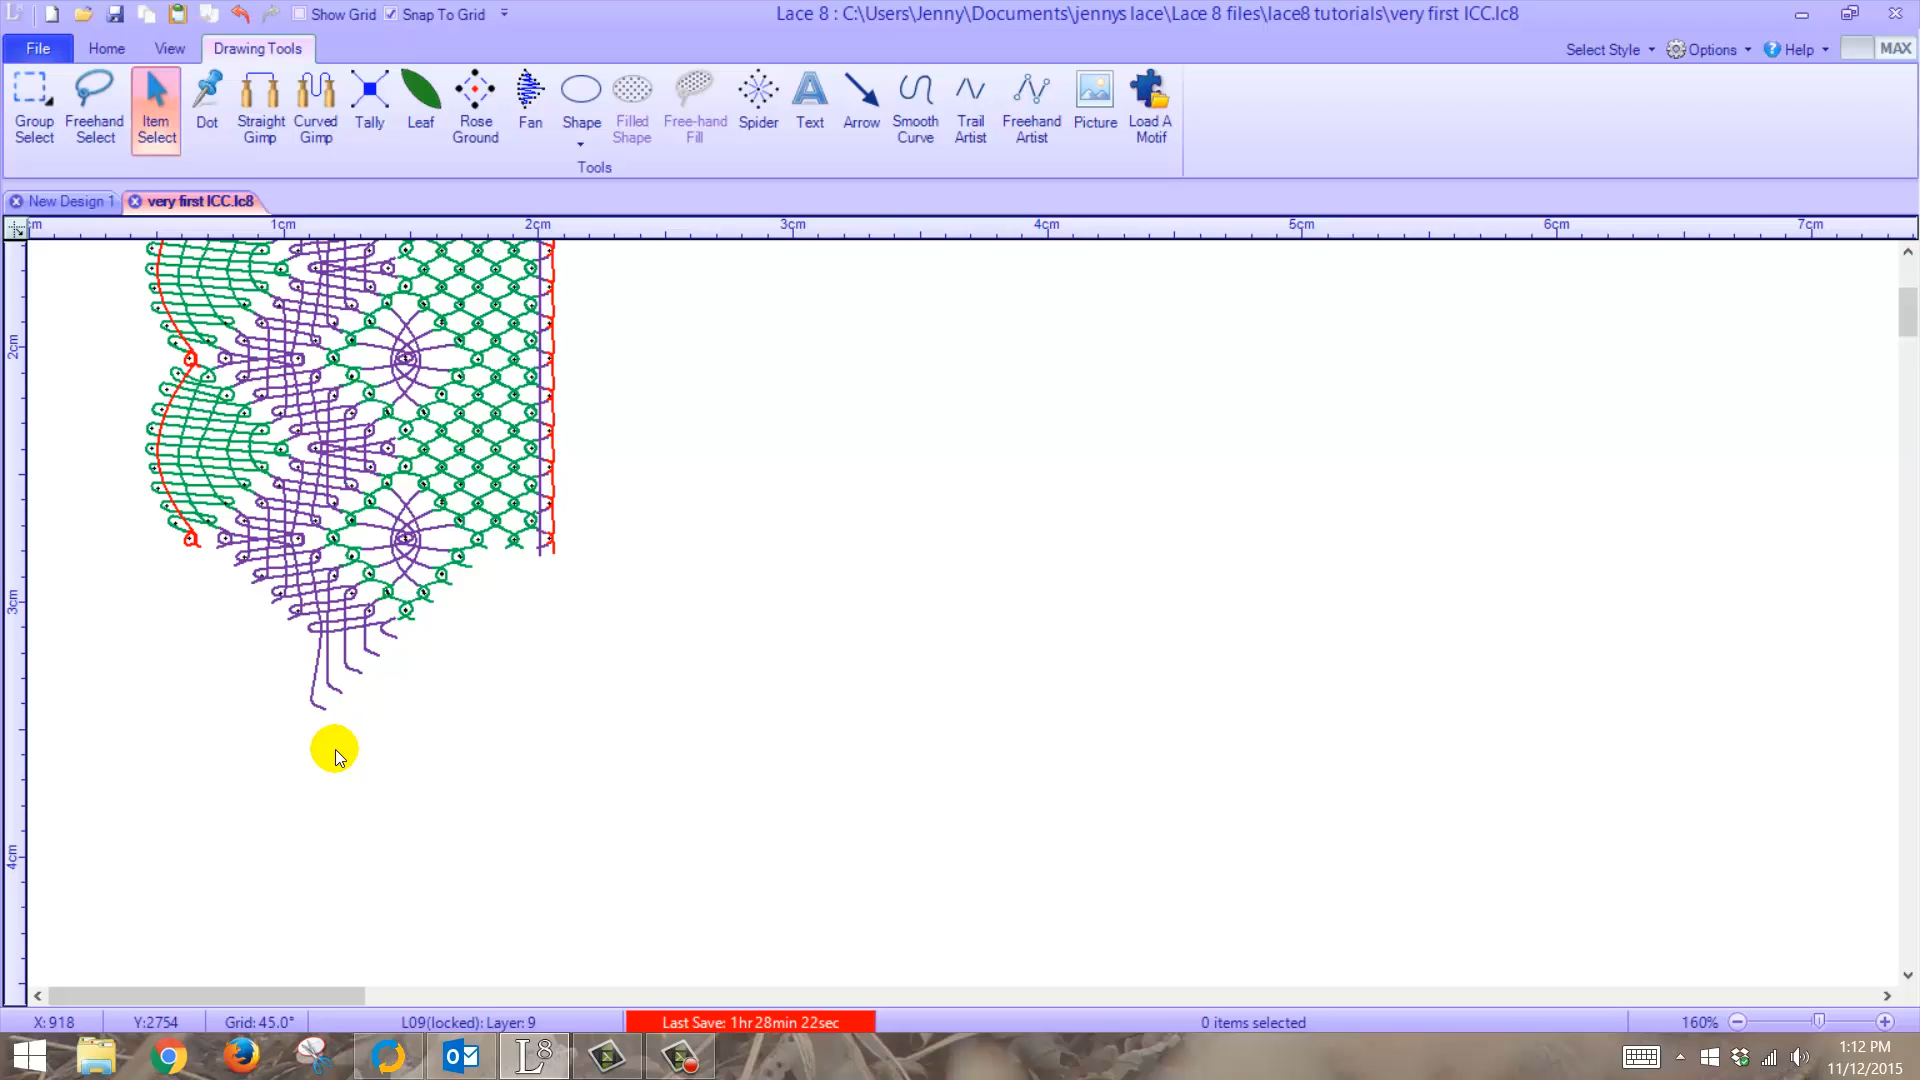 Show Grid Snap To Grid
Lace 8 : C:\Users\Jenny\Documents\jennys lace\Lace 8 files\lace8 tutorials\very first ICC.lc8
File Home View Drawing Tools
Select Style Options Help MAX
Group Select
Freehand Select
Item Select
Dot
Straight Gimp
Curved Gimp
Tally
Leaf
Rose Ground
Fan
Shape
Filled Shape
Free-hand Fill
Spider
Text
Arrow
Smooth Curve
Trail Artist
Freehand Artist
Picture
Load A Motif
Tools
New Design 1 very first ICC.lc8
1cm 2cm 3cm 4cm 5cm 6cm 7cm
2cm
3cm
4cm
X: 918 Y:2754 Grid: 45.0° L09(locked): Layer: 9 Last Save: 1hr 28min 22sec 0 items selected 160%
L8
1:12 PM
11/12/2015